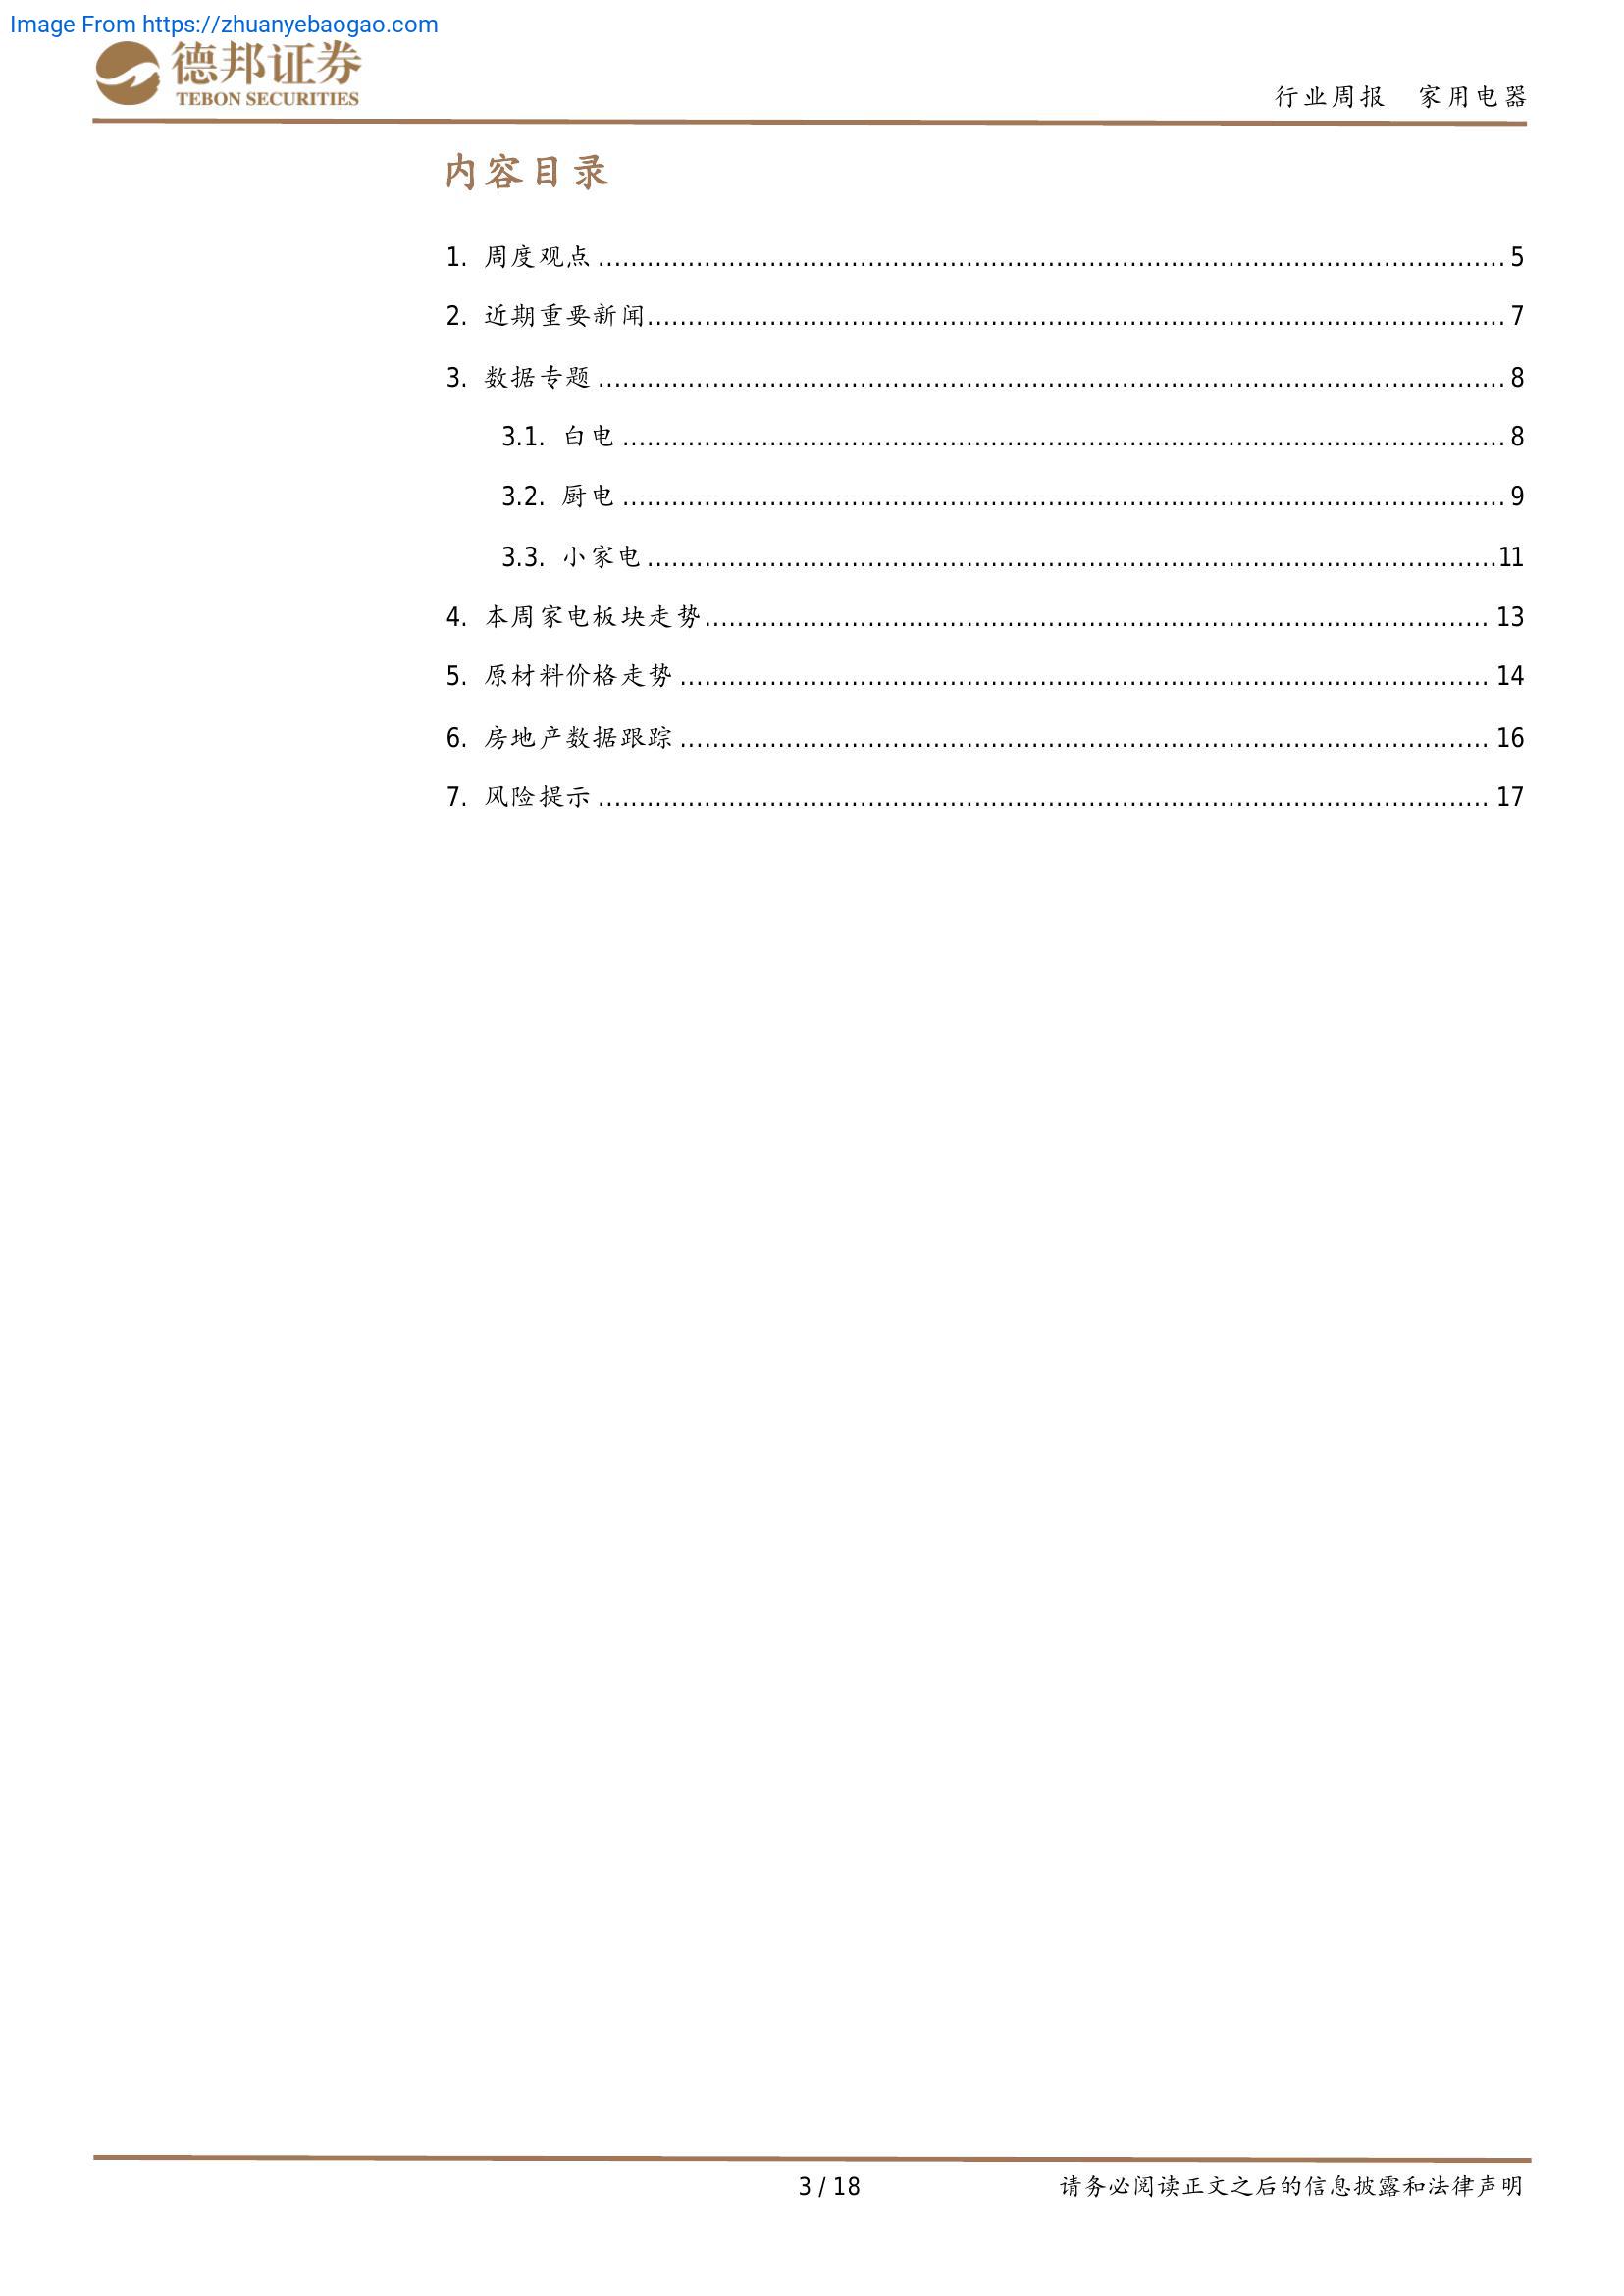 Image From https://zhuanyebaogao.com
德邦证券
TEBON SECURITIES
行业周报 家用电器
内容目录
1. 周度观点 ........................................ 5
2. 近期重要新闻 ........................................ 7
3. 数据专题 ........................................ 8
3.1. 白电 ........................................ 8
3.2. 厨电 ........................................ 9
3.3. 小家电 ........................................ 11
4. 本周家电板块走势 ........................................ 13
5. 原材料价格走势 ........................................ 14
6. 房地产数据跟踪 ........................................ 16
7. 风险提示 ........................................ 17
3 / 18 请务必阅读正文之后的信息披露和法律声明